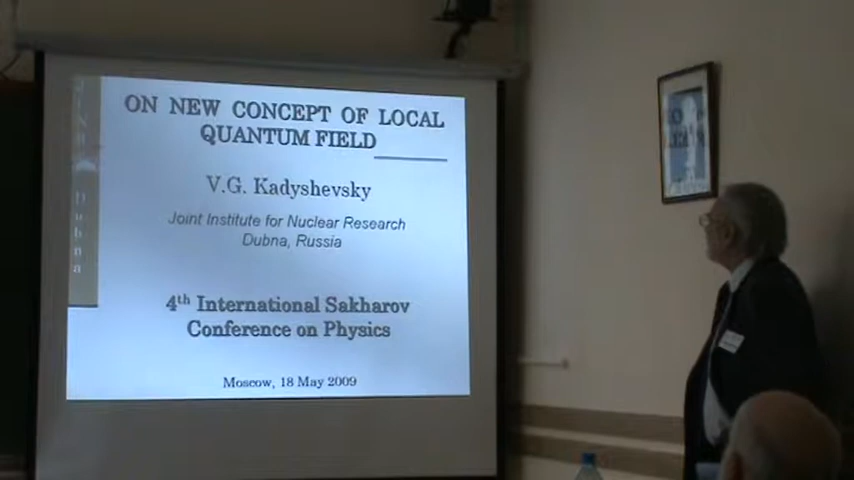 ON NEW CONCEPT OF LOCAL
QUANTUM FIELD
V.G. Kadyshevsky
Joint Institute for Nuclear Research
Dubna, Russia
4th International Sakharov
Conference on Physics
Moscow, 18 May 2009
Dubna